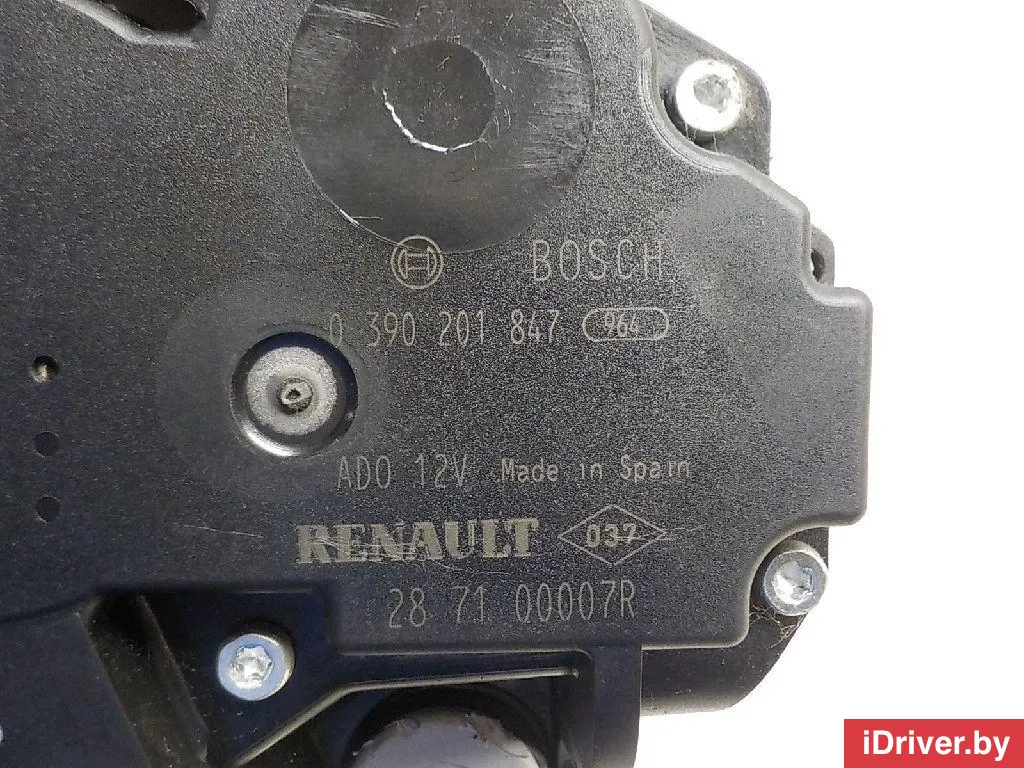 BOSCH
0 390 201 847 964
ADO 12V Made in Spain
RENAULT 037
28 71 00007R
iDriver.by